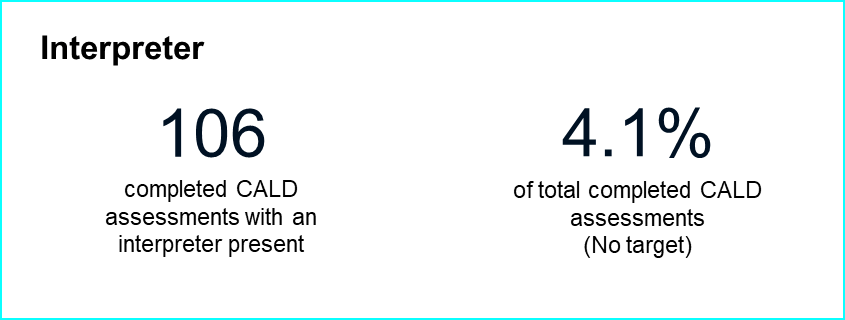 Interpreter
106
completed CALD
assessments with an
interpreter present
4.1%
of total completed CALD
assessments
(No target)